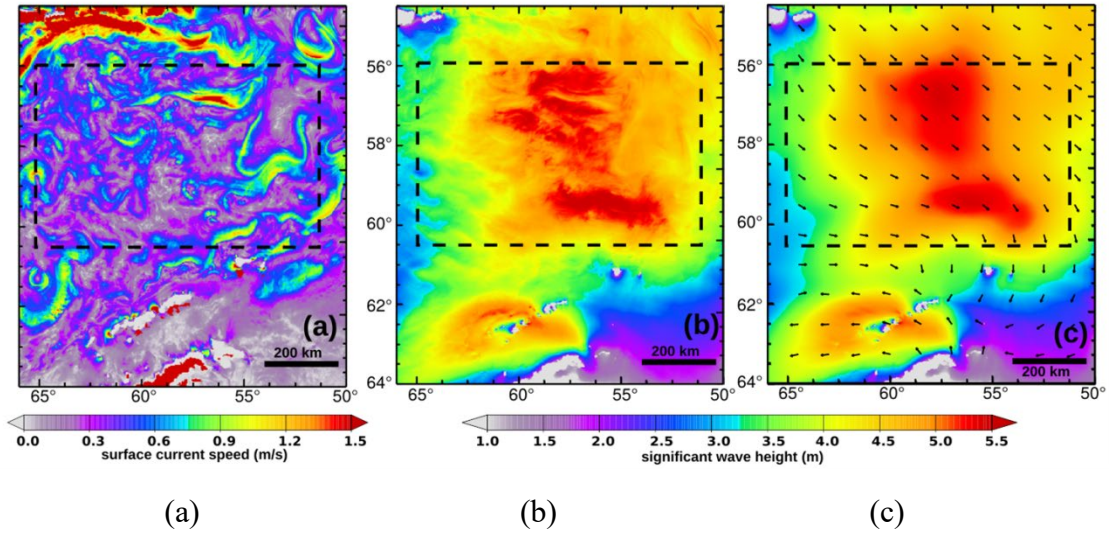 56°
58°
60°
62°
64°
(a)
(b)
(c)
200 km
200 km
200 km
65° 60° 55° 50°
65° 60° 55° 50°
65° 60° 55° 50°
0.0 0.3 0.6 0.9 1.2 1.5
surface current speed (m/s)
1.0 1.5 2.0 2.5 3.0 3.5 4.0 4.5 5.0 5.5
significant wave height (m)
56°
58°
60°
62°
(a) (b) (c)